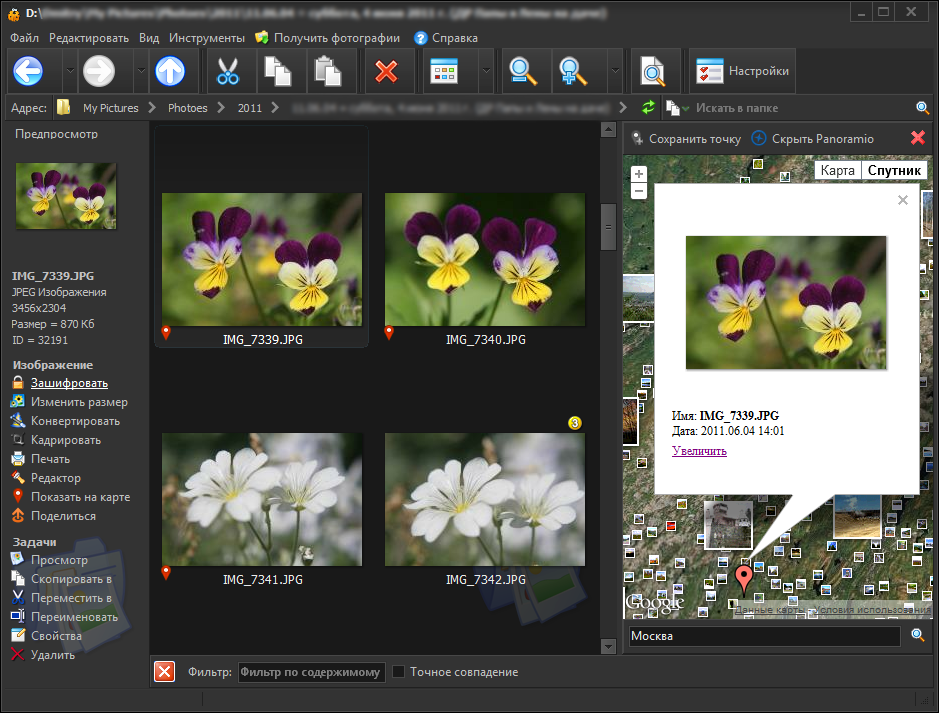 D:\
Файл Редактировать Вид Инструменты Получить фотографии Справка
Настройки
Адрес: My Pictures Photoes 2011 Искать в папке
Предпросмотр
IMG_7339.JPG
JPEG Изображения
3456x2304
Размер = 870 Кб
ID = 32191
Изображение
Зашифровать
Изменить размер
Конвертировать
Кадрировать
Печать
Редактор
Показать на карте
Поделиться
Задачи
Просмотр
Скопировать в
Переместить в
Переименовать
Свойства
Удалить
IMG_7339.JPG
IMG_7340.JPG
3
IMG_7341.JPG
IMG_7342.JPG
Сохранить точку Скрыть Panoramio
Карта Спутник
Имя: IMG_7339.JPG
Дата: 2011.06.04 14:01
Увеличить
Google
Данные карты Условия использования
Москва
Фильтр: Фильтр по содержимому Точное совпадение